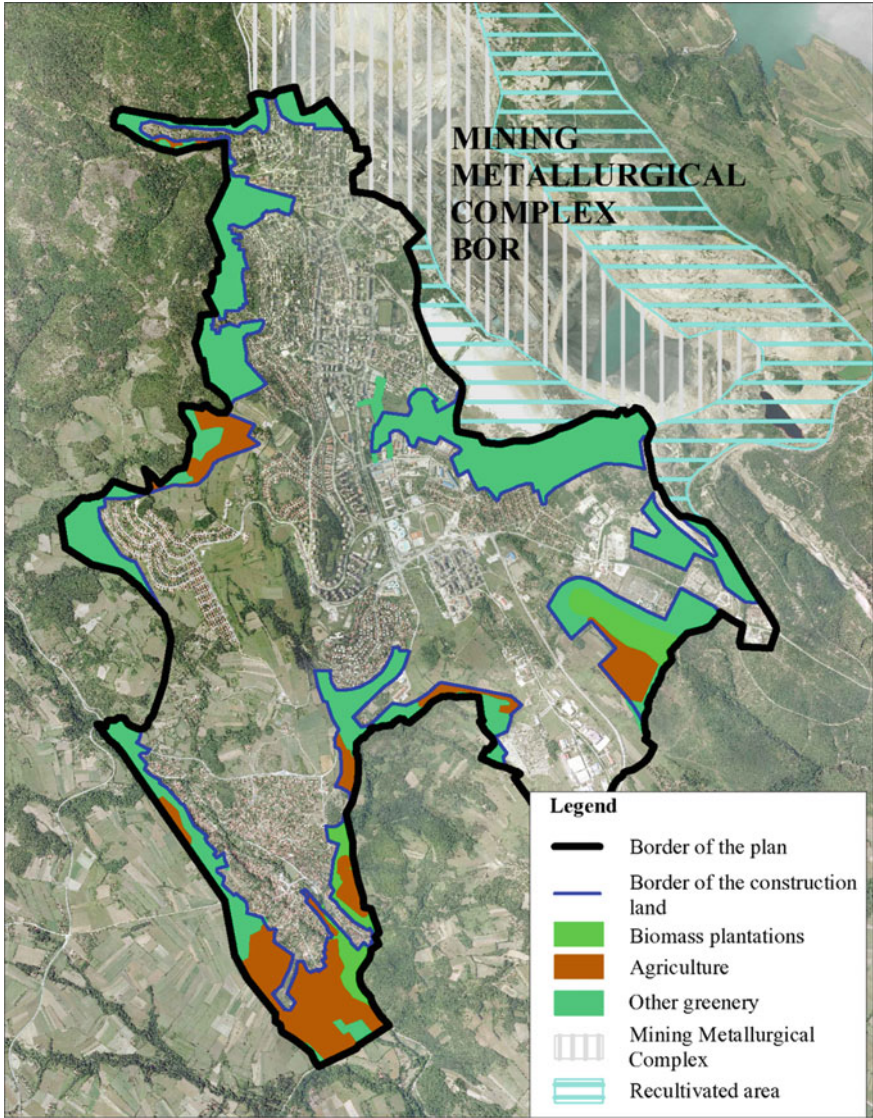 MINING
METALLURGICAL
COMPLEX
BOR
Legend
Border of the plan
Border of the construction
land
Biomass plantations
Agriculture
Other greenery
Mining Metallurgical
Complex
Recultivated area